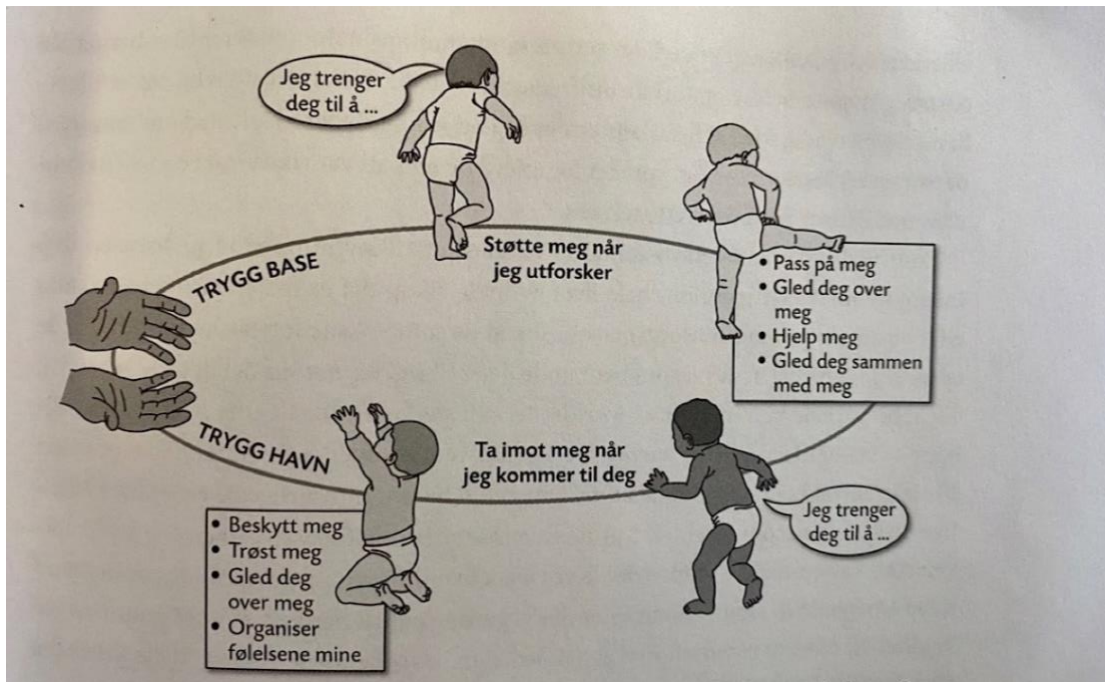 Jeg trenger
deg til å ...
TRYGG BASE
Støtte meg når
jeg utforsker
• Pass på meg
• Gled deg over
meg
• Hjelp meg
• Gled deg sammen
med meg
TRYGG HAVN
Ta imot meg når
jeg kommer til deg
Jeg trenger
deg til å ...
• Beskytt meg
• Trøst meg
• Gled deg
over meg
• Organiser
følelsene mine